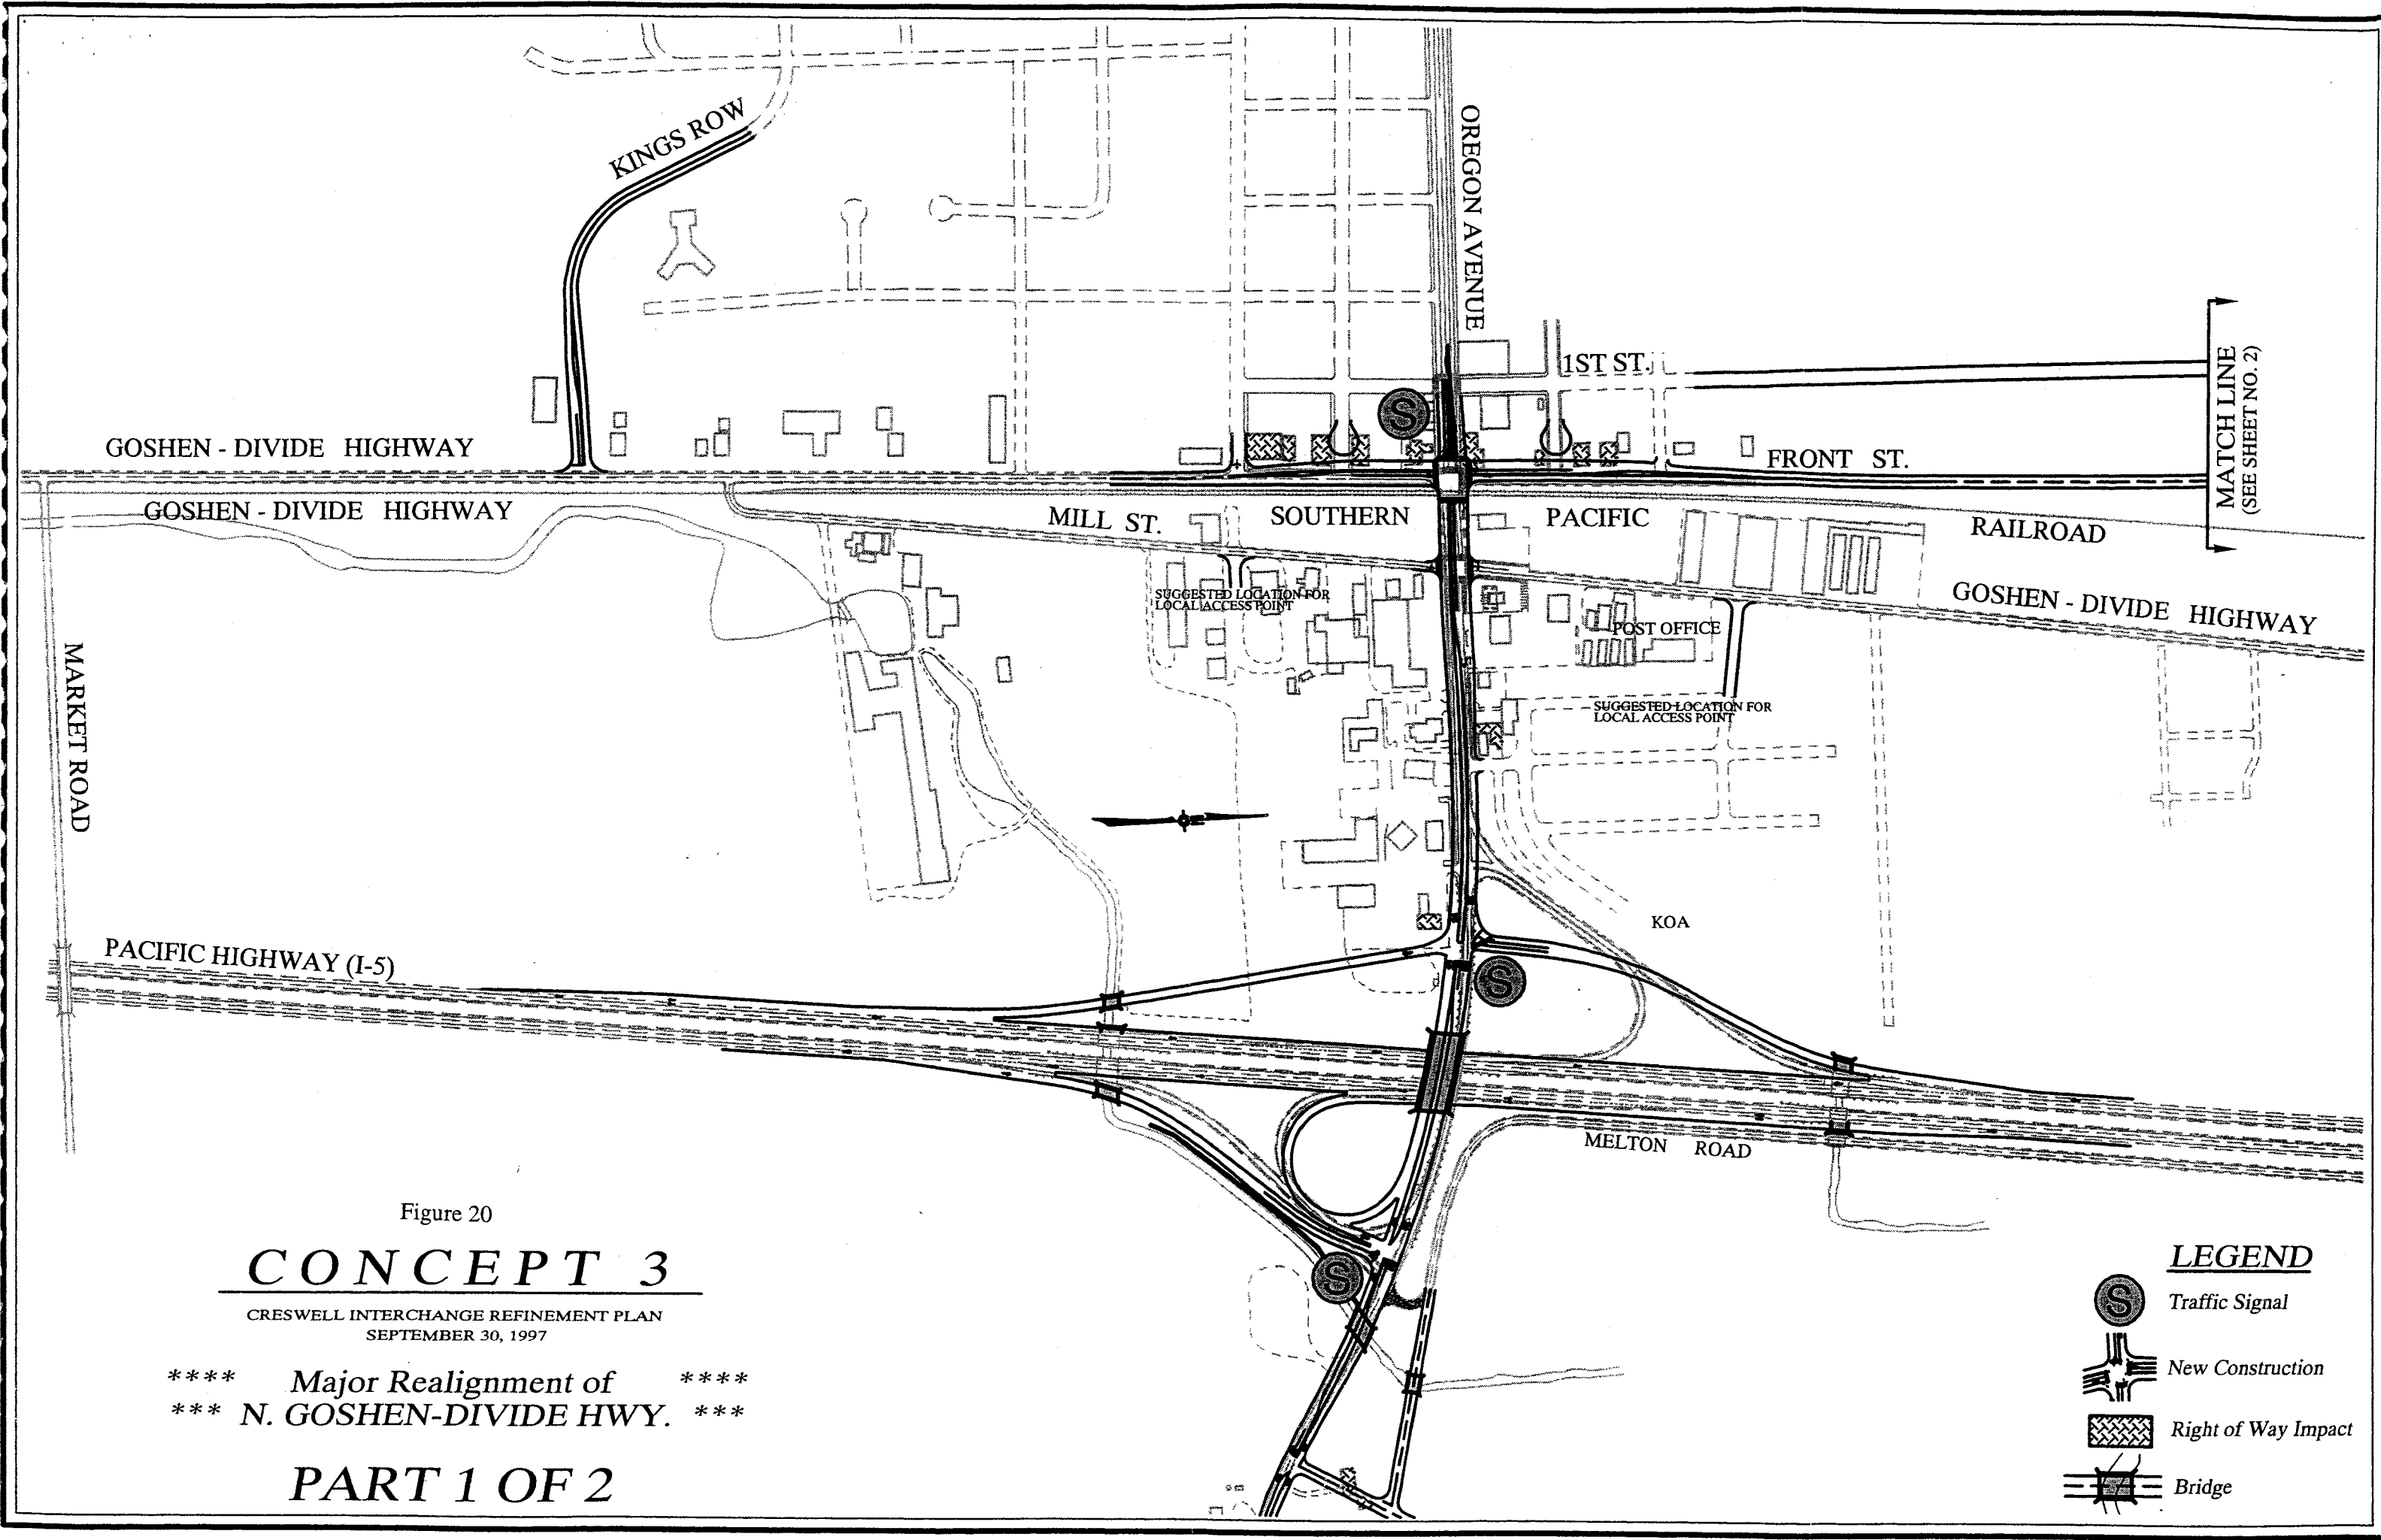 KINGS ROW
OREGON AVENUE
1ST ST.
MATCH LINE
(SEE SHEET NO. 2)
S
GOSHEN - DIVIDE HIGHWAY
FRONT ST.
GOSHEN - DIVIDE HIGHWAY
MILL ST.
SOUTHERN PACIFIC RAILROAD
SUGGESTED LOCATION FOR
LOCAL ACCESS POINT
GOSHEN - DIVIDE HIGHWAY
POST OFFICE
MARKET ROAD
SUGGESTED LOCATION FOR
LOCAL ACCESS POINT
KOA
PACIFIC HIGHWAY (I-5)
S
MELTON ROAD
S
Figure 20
CONCEPT 3
CRESWELL INTERCHANGE REFINEMENT PLAN
SEPTEMBER 30, 1997
**** Major Realignment of ****
*** N. GOSHEN-DIVIDE HWY. ***
PART 1 OF 2
LEGEND
S Traffic Signal
New Construction
Right of Way Impact
Bridge